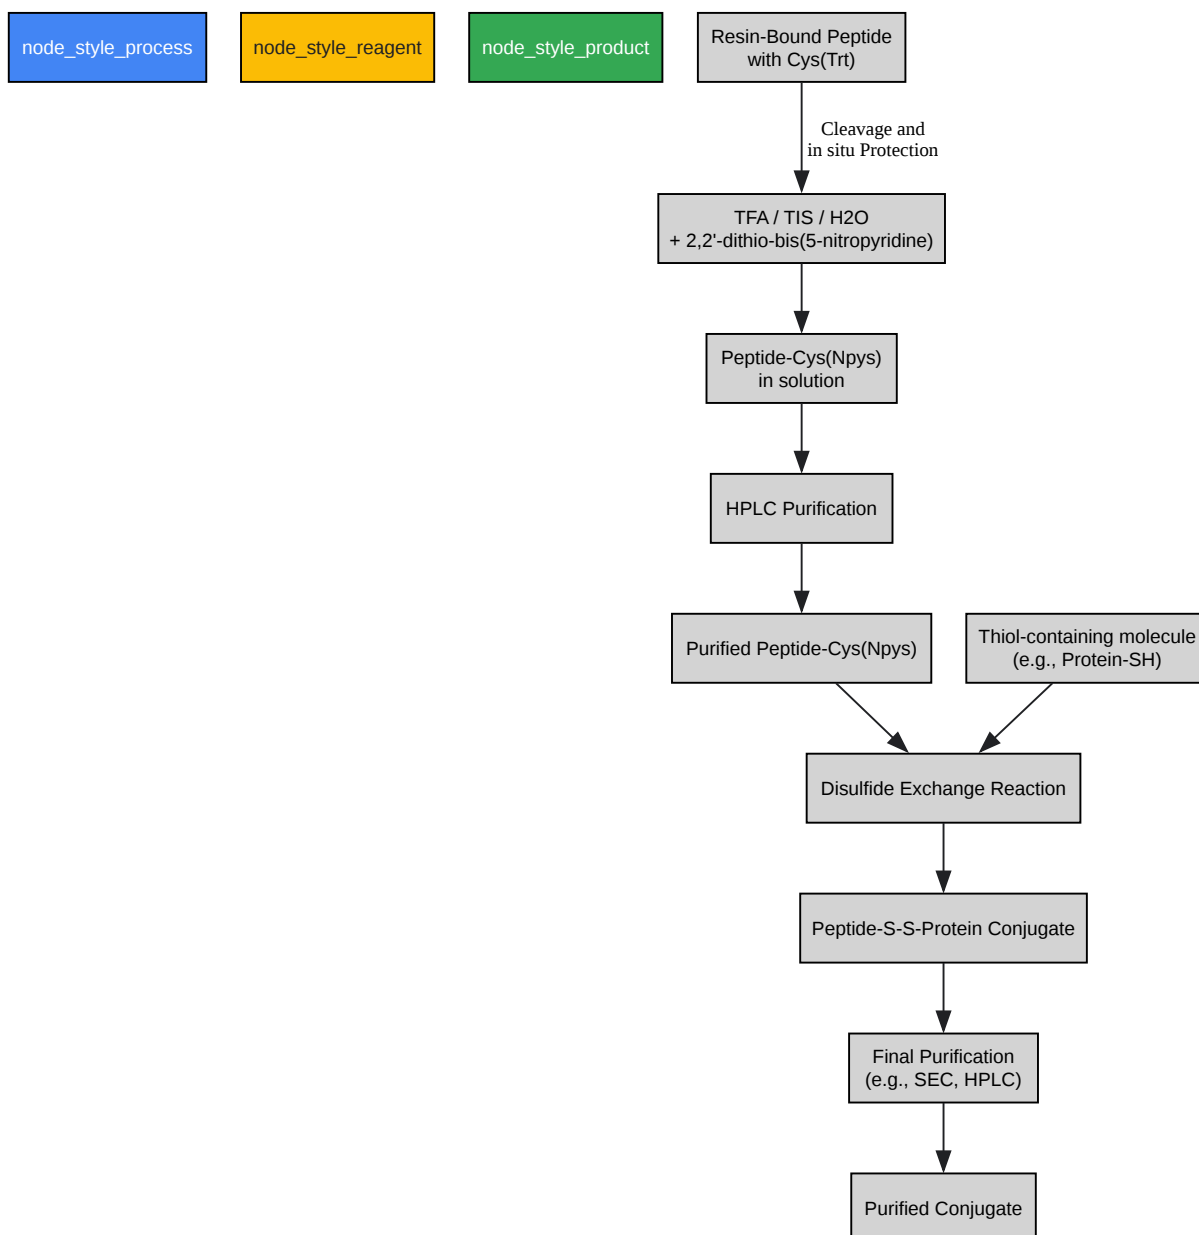 node_style_process
node_style_reagent
node_style_product
Resin-Bound Peptide
with Cys(Trt)
Cleavage and
in situ Protection
TFA / TIS / H2O
+ 2,2'-dithio-bis(5-nitropyridine)
Peptide-Cys(Npys)
in solution
HPLC Purification
Purified Peptide-Cys(Npys)
Thiol-containing molecule
(e.g., Protein-SH)
Disulfide Exchange Reaction
Peptide-S-S-Protein Conjugate
Final Purification
(e.g., SEC, HPLC)
Purified Conjugate